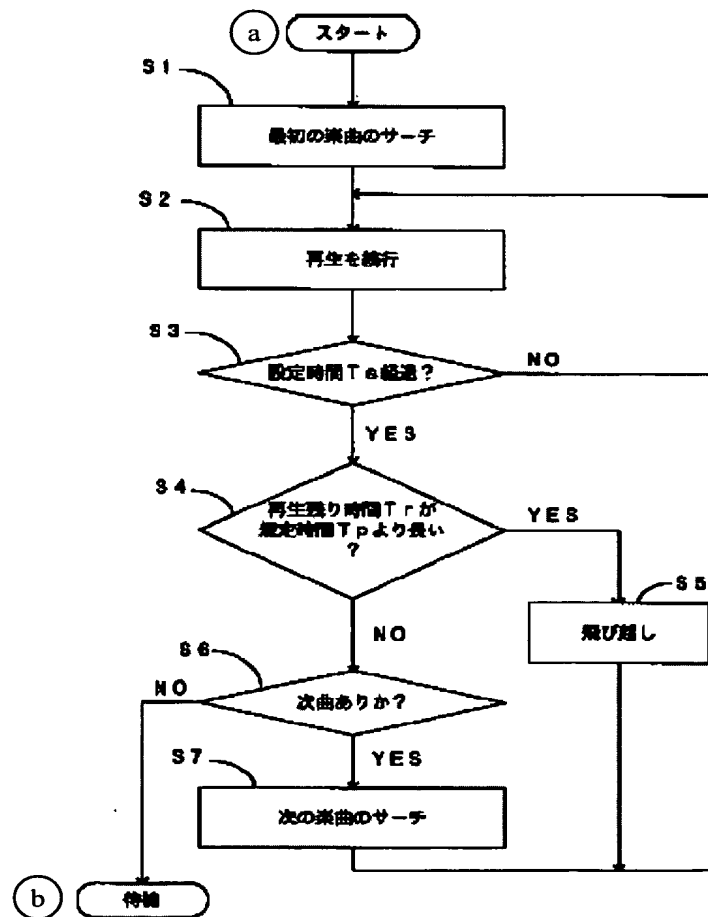 a スタート
S1
最初の楽曲のサーチ
S2
再生を続行
S3
設定時間Ts経過?
NO
YES
S4
再生残り時間Trが
規定時間Tpより長い
?
YES
S5
飛び越し
NO
S6
NO
次曲ありか?
YES
S7
次の楽曲のサーチ
b 待機